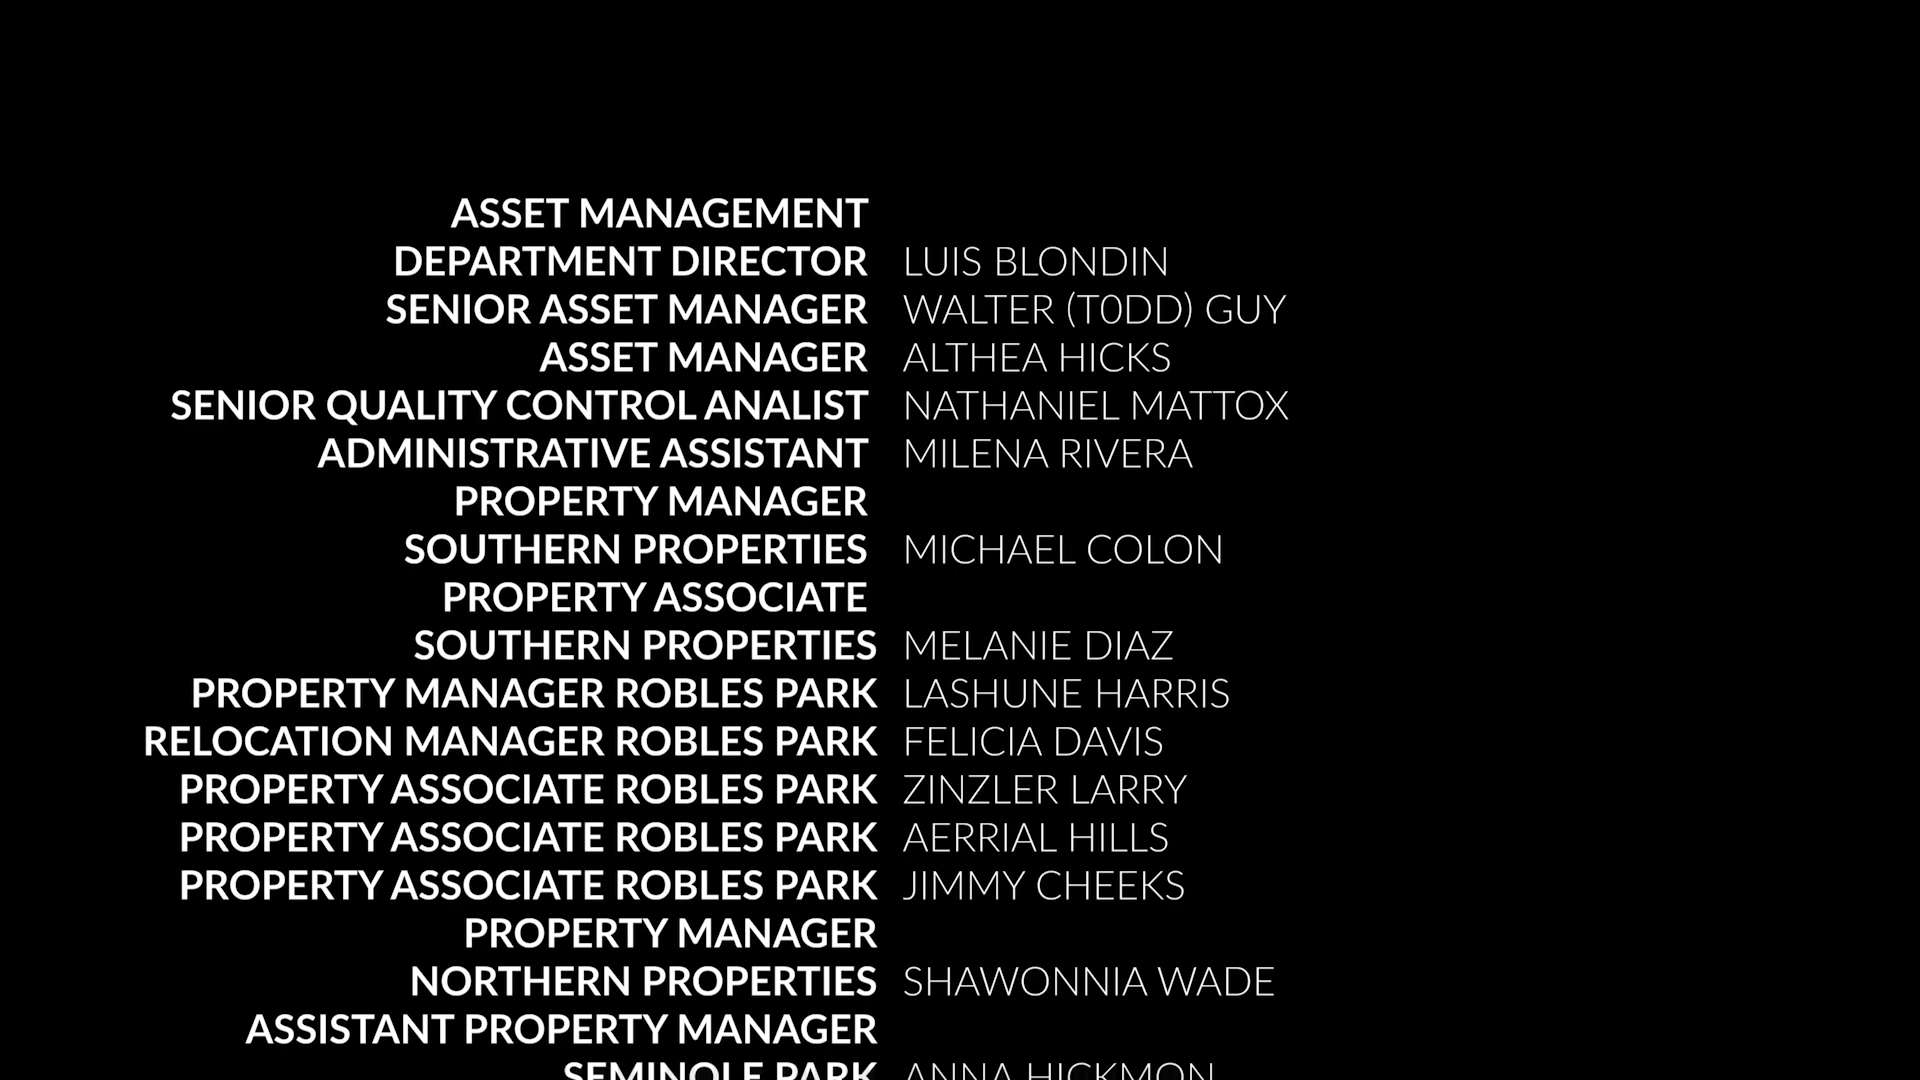 ASSET MANAGEMENT
DEPARTMENT DIRECTOR LUIS BLONDIN
SENIOR ASSET MANAGER WALTER (T0DD) GUY
ASSET MANAGER ALTHEA HICKS
SENIOR QUALITY CONTROL ANALIST NATHANIEL MATTOX
ADMINISTRATIVE ASSISTANT MILENA RIVERA
PROPERTY MANAGER
SOUTHERN PROPERTIES MICHAEL COLON
PROPERTY ASSOCIATE
SOUTHERN PROPERTIES MELANIE DIAZ
PROPERTY MANAGER ROBLES PARK LASHUNE HARRIS
RELOCATION MANAGER ROBLES PARK FELICIA DAVIS
PROPERTY ASSOCIATE ROBLES PARK ZINZLER LARRY
PROPERTY ASSOCIATE ROBLES PARK AERRIAL HILLS
PROPERTY ASSOCIATE ROBLES PARK JIMMY CHEEKS
PROPERTY MANAGER
NORTHERN PROPERTIES SHAWONNIA WADE
ASSISTANT PROPERTY MANAGER
SEMINOLE PARK ANNA HICKMON